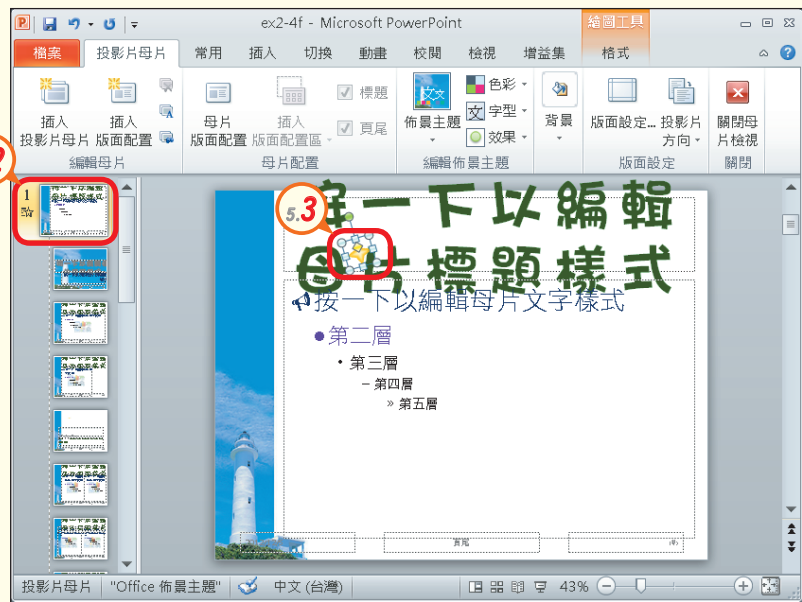 ex2-4f - Microsoft PowerPoint
繪圖工具
檔案 投影片母片 常用 插入 切換 動畫 校閱 檢視 增益集 格式
插入
投影片母片
插入
版面配置
編輯母片
母片
版面配置
插入
版面配置區
標題
頁尾
母片配置
佈景主題
色彩
字型
效果
編輯佈景主題
背景
版面設定...
投影片
方向
版面設定
關閉母
片檢視
關閉
1
5.3
按一下以編輯
母片標題樣式
按一下以編輯母片文字樣式
第二層
• 第三層
– 第四層
» 第五層
頁尾
‹#›
投影片母片 "Office 佈景主題" 中文 (台灣) 43%